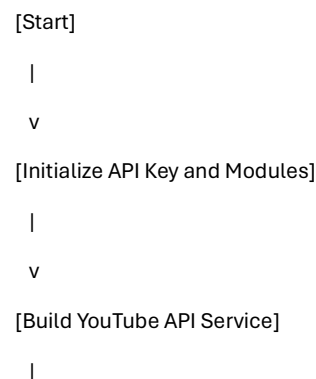 [Start]
|
v
[Initialize API Key and Modules]
|
v
[Build YouTube API Service]
|